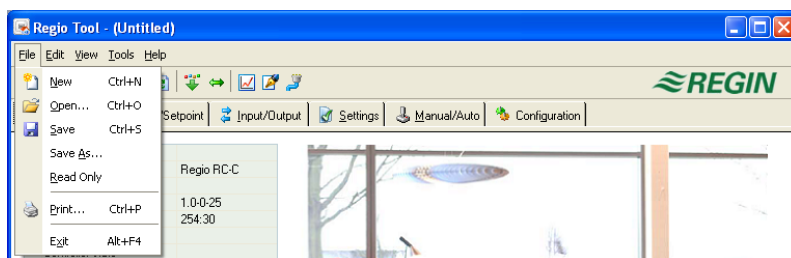 Regio Tool - (Untitled)
File Edit View Tools Help
New Ctrl+N
Open... Ctrl+O
Save Ctrl+S
Save As...
Read Only
Print... Ctrl+P
Exit Alt+F4
REGIN
/Setpoint Input/Output Settings Manual/Auto Configuration
Regio RC-C
1.0-0-25
254:30